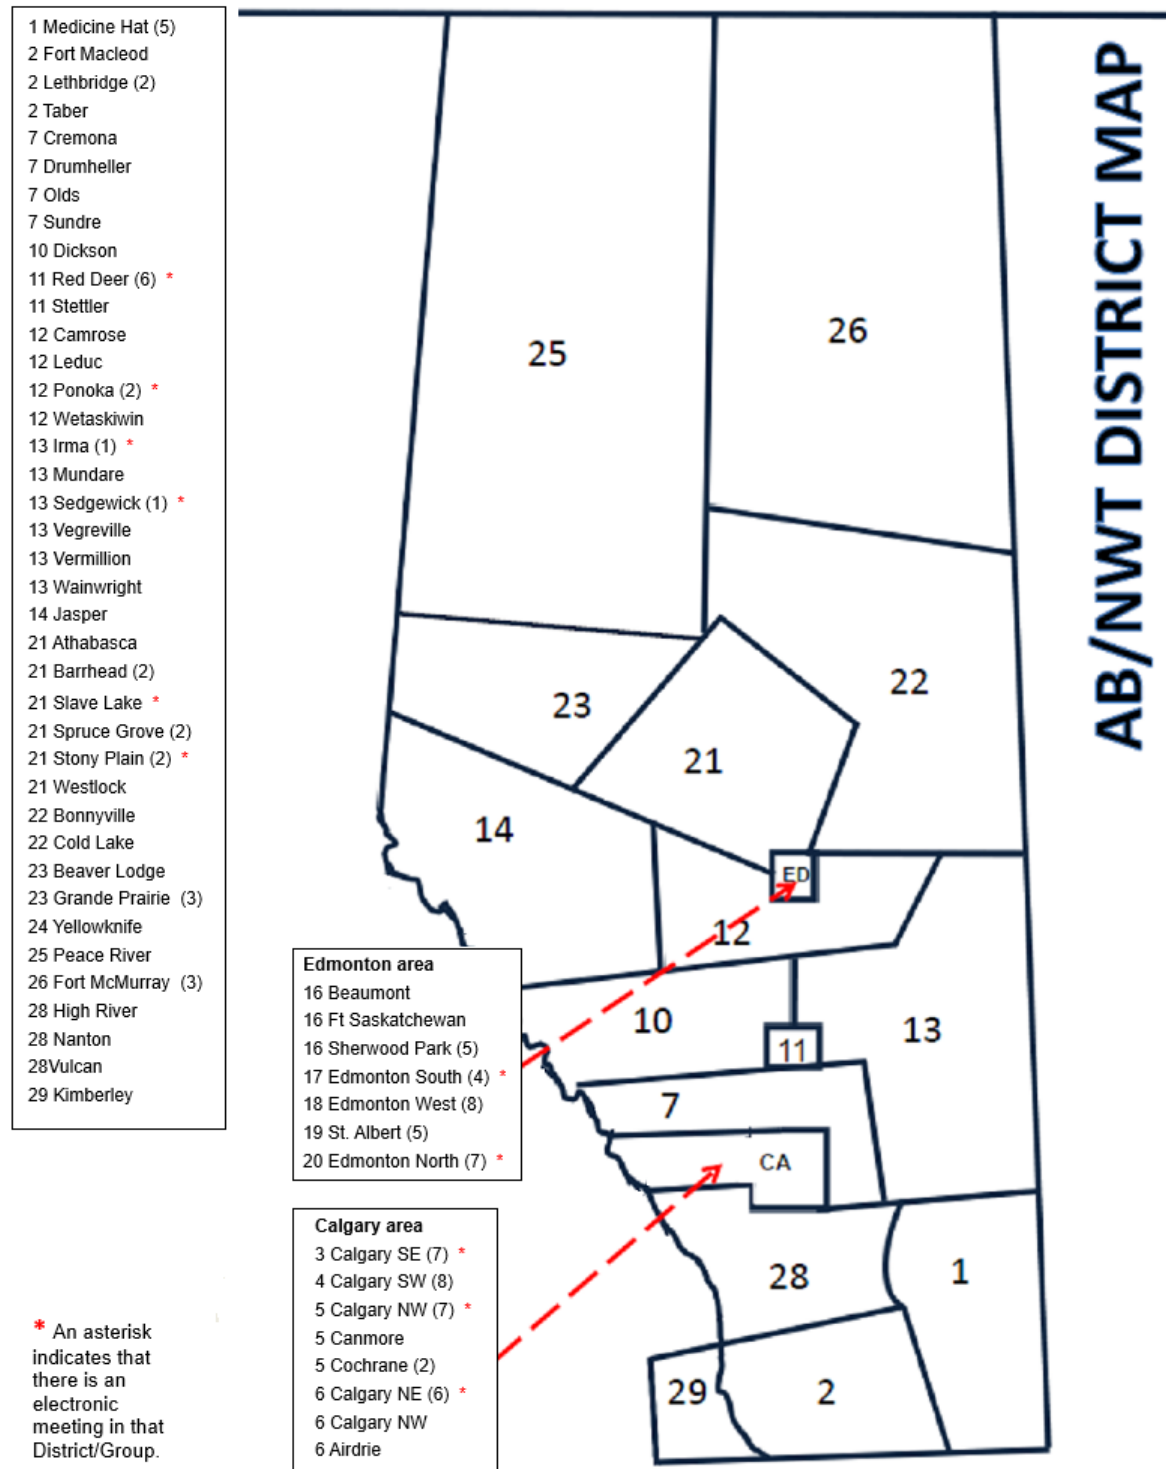 1 Medicine Hat (5)
2 Fort Macleod
2 Lethbridge (2)
2 Taber
7 Cremona
7 Drumheller
7 Olds
7 Sundre
10 Dickson
11 Red Deer (6) *
11 Stettler
12 Camrose
12 Leduc
12 Ponoka (2) *
12 Wetaskiwin
13 Irma (1) *
13 Mundare
13 Sedgewick (1) *
13 Vegreville
13 Vermillion
13 Wainwright
14 Jasper
21 Athabasca
21 Barrhead (2)
21 Slave Lake *
21 Spruce Grove (2)
21 Stony Plain (2) *
21 Westlock
22 Bonnyville
22 Cold Lake
23 Beaver Lodge
23 Grande Prairie (3)
24 Yellowknife
25 Peace River
26 Fort McMurray (3)
28 High River
28 Nanton
28Vulcan
29 Kimberley
* An asterisk
indicates that
there is an
electronic
meeting in that
District/Group.
Edmonton area
16 Beaumont
16 Ft Saskatchewan
16 Sherwood Park (5)
17 Edmonton South (4) *
18 Edmonton West (8)
19 St. Albert (5)
20 Edmonton North (7) *
Calgary area
3 Calgary SE (7) *
4 Calgary SW (8)
5 Calgary NW (7) *
5 Canmore
5 Cochrane (2)
6 Calgary NE (6) *
6 Calgary NW
6 Airdrie
AB/NWT DISTRICT MAP
25
26
23
22
21
14
ED
12
10
11
13
7
CA
28
1
29
2